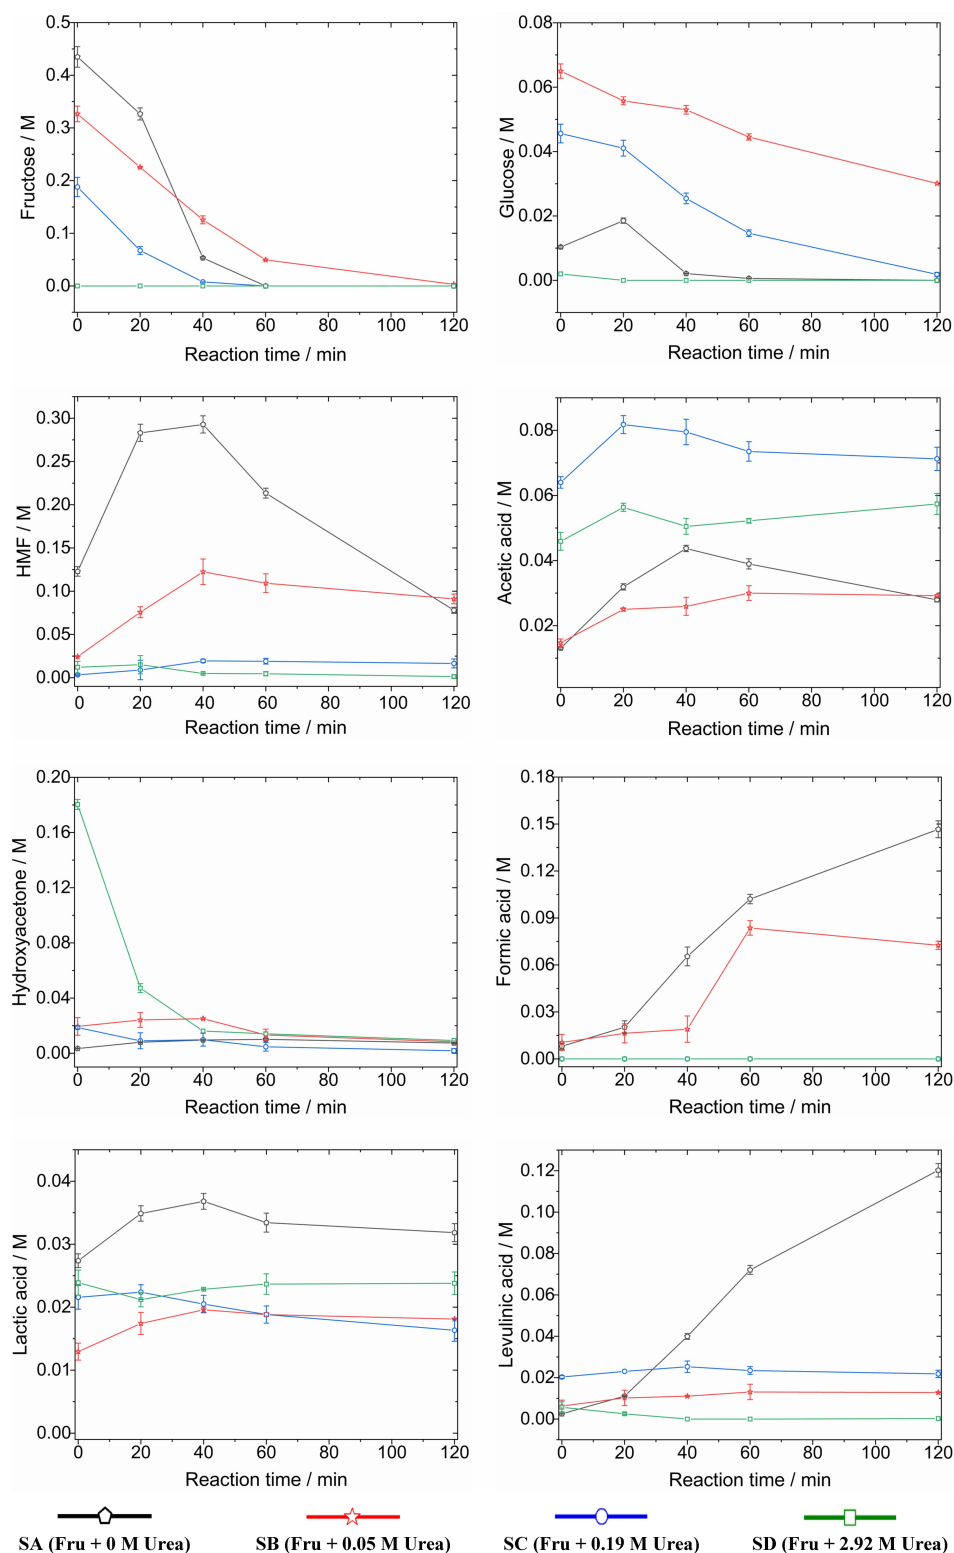 0.5
0.4
0.3
0.2
0.1
0.0
Fructose / M
0 20 40 60 80 100 120
Reaction time / min
0.08
0.06
0.04
0.02
0.00
Glucose / M
0 20 40 60 80 100 120
Reaction time / min
0.30
0.25
0.20
0.15
0.10
0.05
0.00
HMF / M
0 20 40 60 80 100 120
Reaction time / min
0.08
0.06
0.04
0.02
Acetic acid / M
0 20 40 60 80 100 120
Reaction time / min
0.20
0.16
0.12
0.08
0.04
0.00
Hydroxyacetone / M
0 20 40 60 80 100 120
Reaction time / min
0.18
0.15
0.12
0.09
0.06
0.03
0.00
Formic acid / M
0 20 40 60 80 100 120
Reaction time / min
0.04
0.03
0.02
0.01
0.00
Lactic acid / M
0 20 40 60 80 100 120
Reaction time / min
0.12
0.10
0.08
0.06
0.04
0.02
0.00
Levulinic acid / M
0 20 40 60 80 100 120
Reaction time / min
SA (Fru + 0 M Urea) SB (Fru + 0.05 M Urea) SC (Fru + 0.19 M Urea) SD (Fru + 2.92 M Urea)